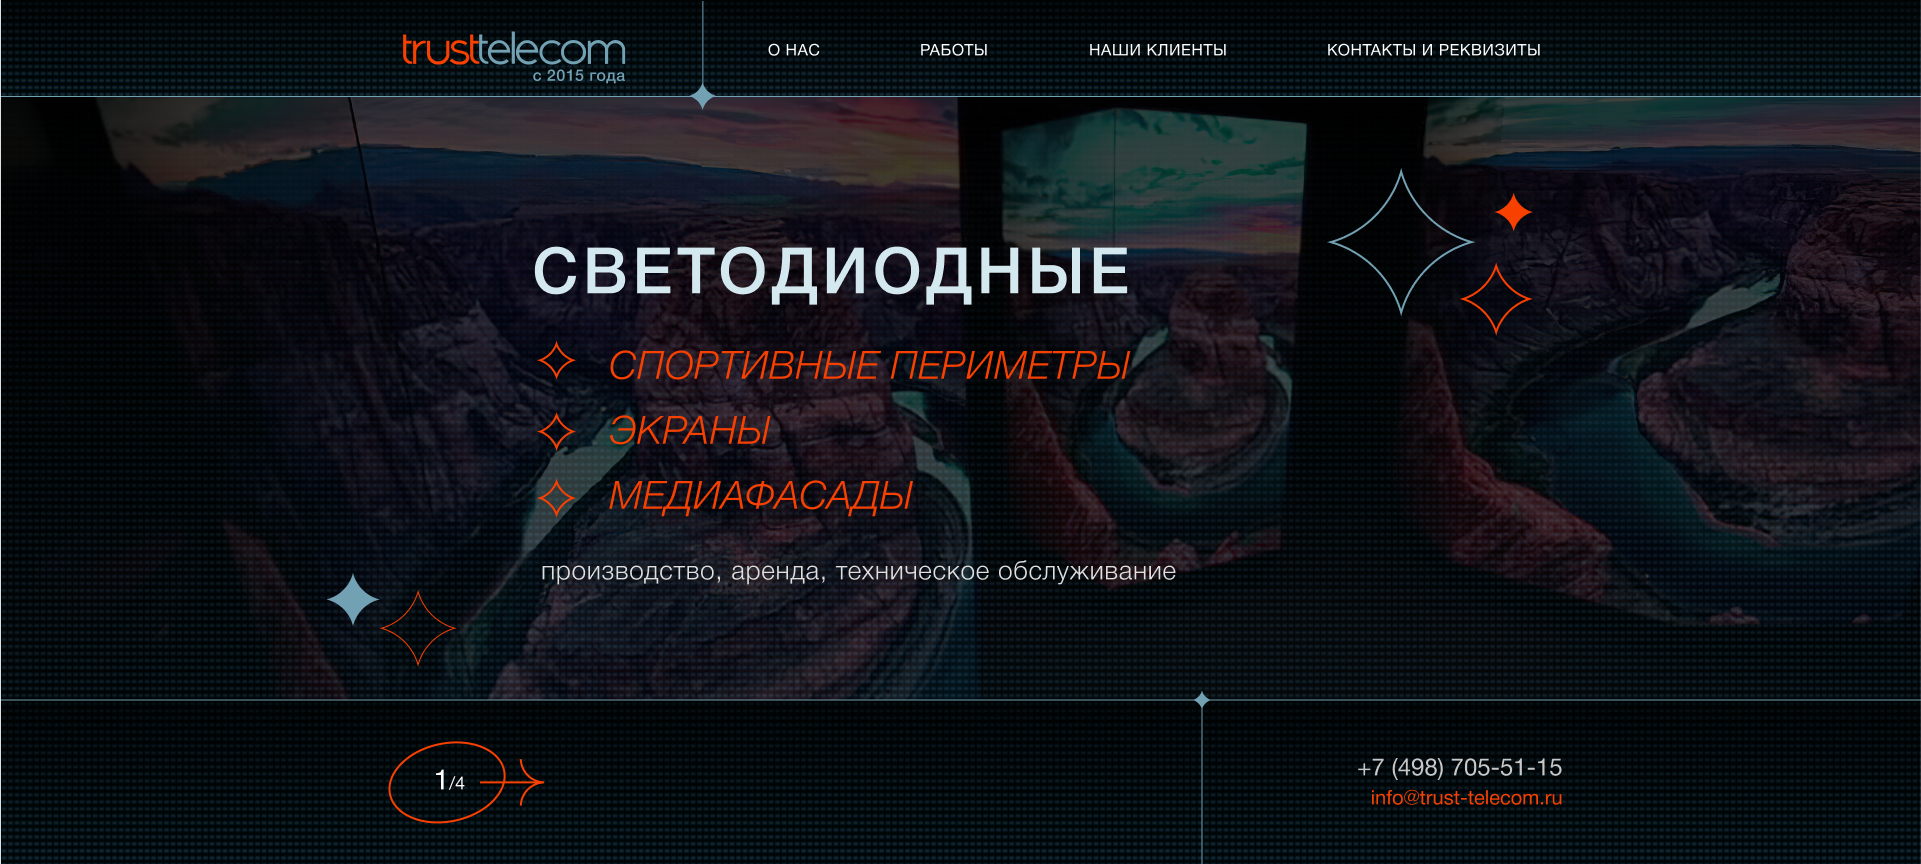 trusttelecom
с 2015 года
О НАС
РАБОТЫ
НАШИ КЛИЕНТЫ
КОНТАКТЫ И РЕКВИЗИТЫ
СВЕТОДИОДНЫЕ
СПОРТИВНЫЕ ПЕРИМЕТРЫ
ЭКРАНЫ
МЕДИАФАСАДЫ
производство, аренда, техническое обслуживание
1/4
+7 (498) 705-51-15
info@trust-telecom.ru